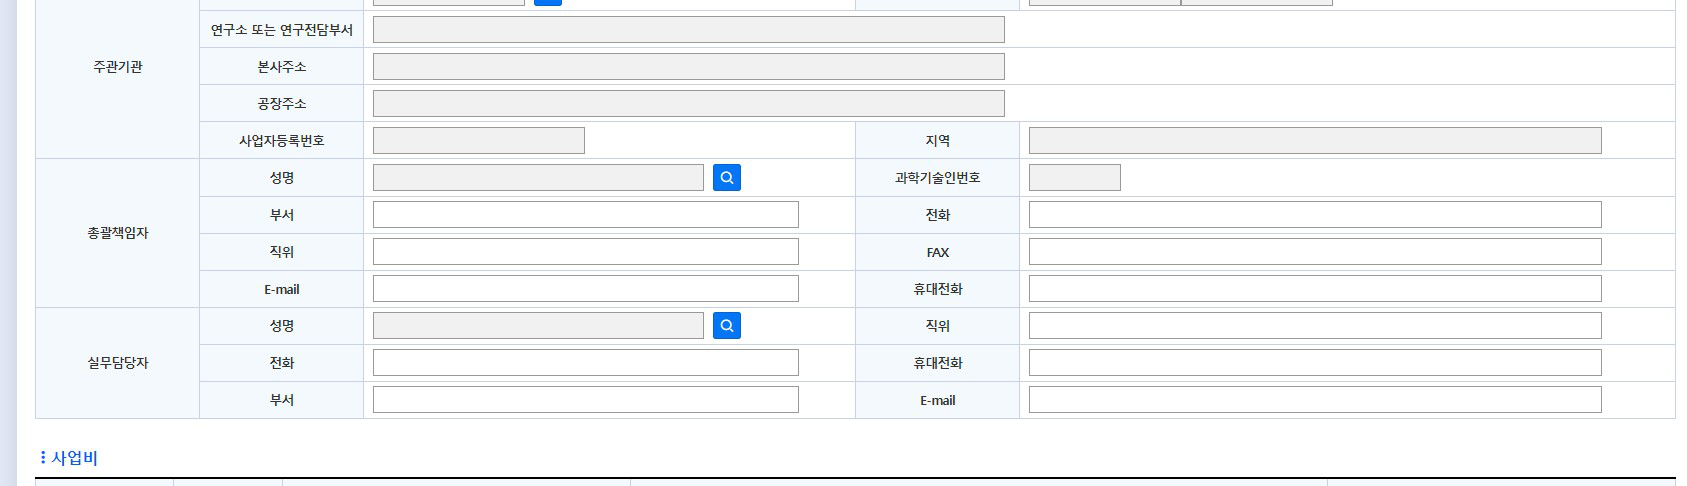 연구소 또는 연구전담부서
주관기관 본사주소
공장주소
사업자등록번호 지역
성명 과학기술인번호
부서 전화
총괄책임자
직위 FAX
E-mail 휴대전화
성명 직위
실무담당자 전화 휴대전화
부서 E-mail
사업비